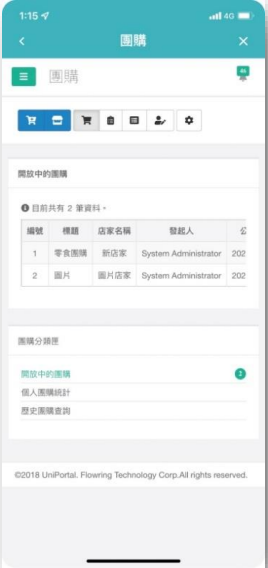 1:15
4G
團購
團購
開放中的團購
目前共有 2 筆資料。
編號 標題 店家名稱 發起人
1 零食團購 新店家 System Administrator 202
2 圖片 圖片店家 System Administrator 202
團購分類匣
開放中的團購
個人團購統計
歷史團購查詢
©2018 UniPortal. Flowring Technology Corp.All rights reserved.